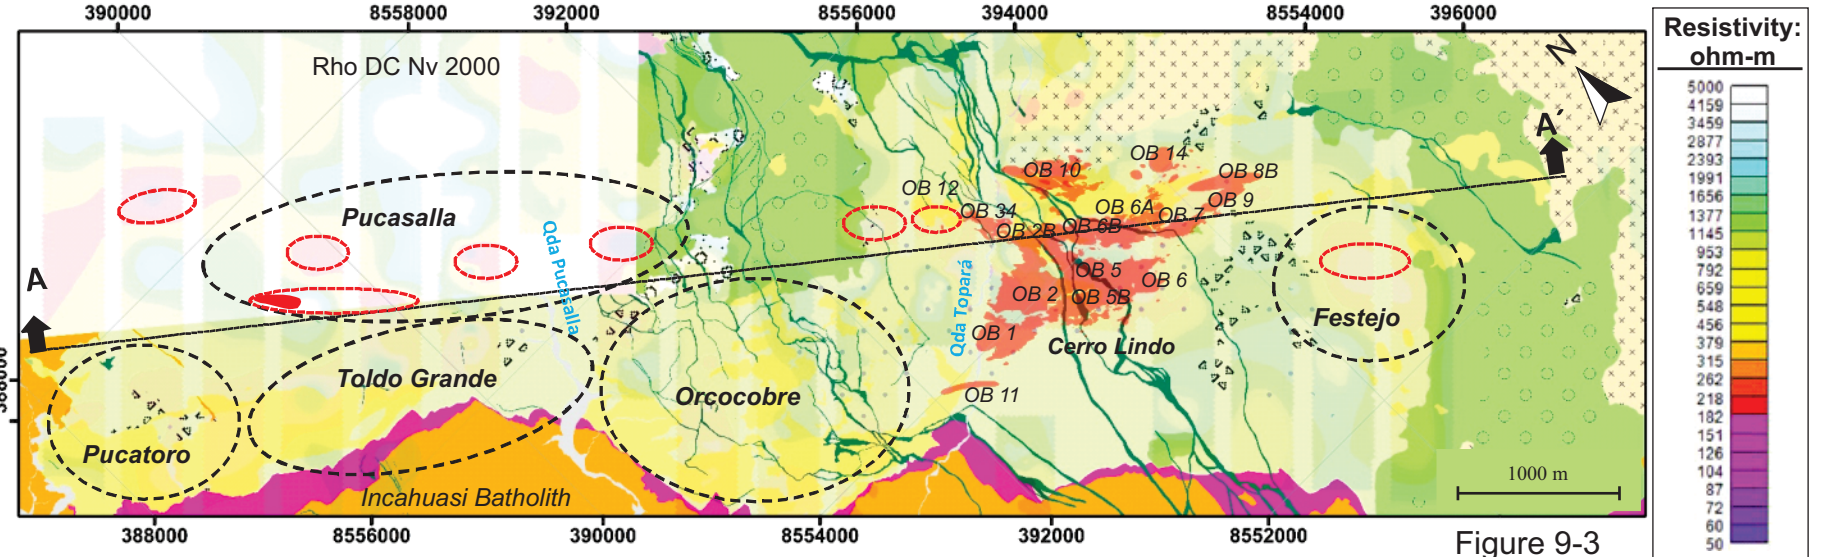 390000
8558000
392000
8556000
394000
8554000
396000
Rho DC Nv 2000
N
A´
A
OB 14
OB 10
OB 8B
OB 12
OB 9
OB 34
OB 6A
OB 7
OB 2B
OB 6B
Pucasalla
Qda Pucasalla
OB 5
OB 6
OB 2
OB 5B
OB 1
Qda Topará
Cerro Lindo
Festejo
Toldo Grande
Orcocobre
OB 11
Pucatoro
Incahuasi Batholith
1000 m
388000
8556000
390000
8554000
392000
8552000
Figure 9-3
Resistivity:
ohm-m
5000
4159
3459
2877
2393
1991
1656
1377
1145
953
792
659
548
456
379
315
262
218
182
151
126
104
87
72
60
50